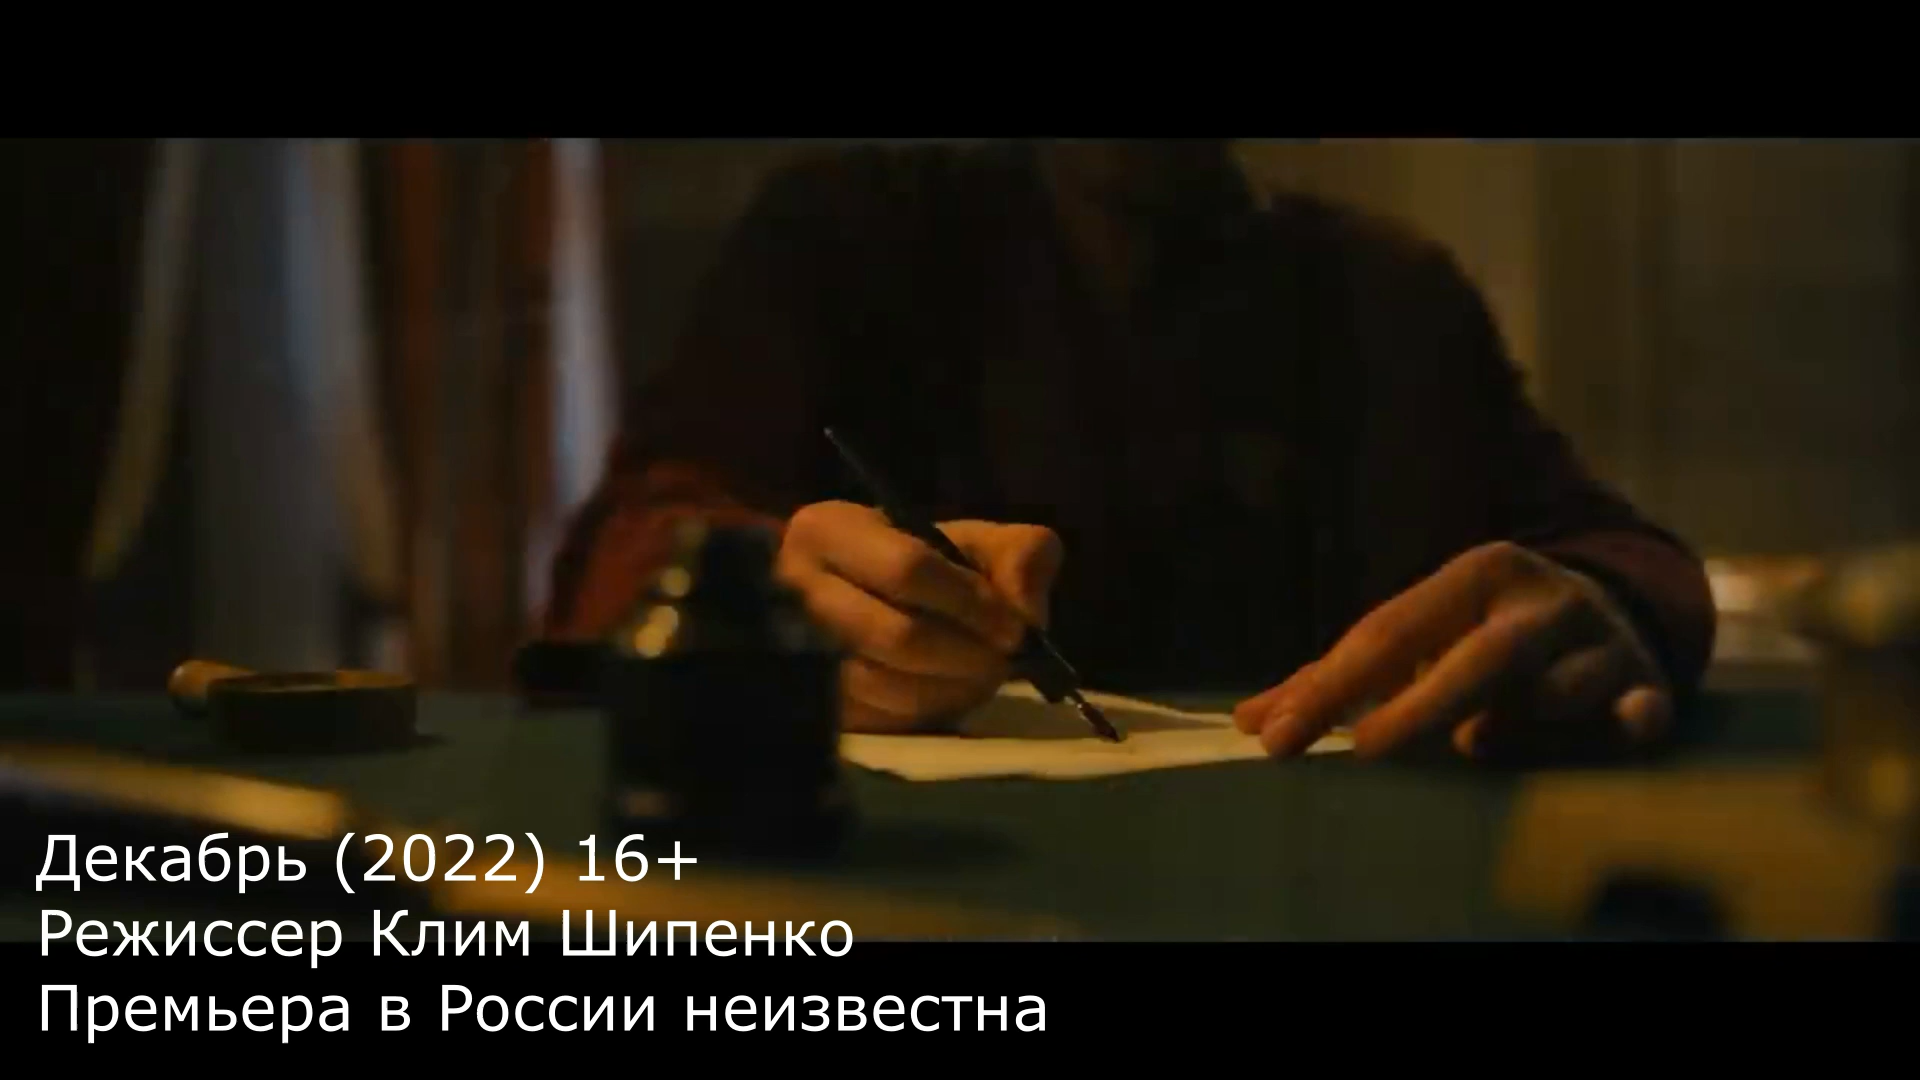 Декабрь (2022) 16+
Режиссер Клим Шипенко
Премьера в России неизвестна